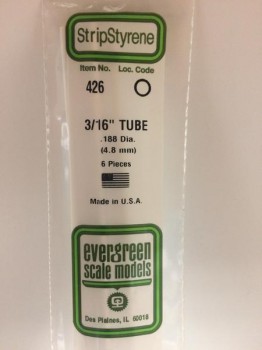 StripStyrene
Item No. Loc. Code
426 O
3/16" TUBE
.188 Dia.
(4.8 mm)
6 Pieces
Made in U.S.A.
evergreen
scale models
Des Plaines, IL 60018